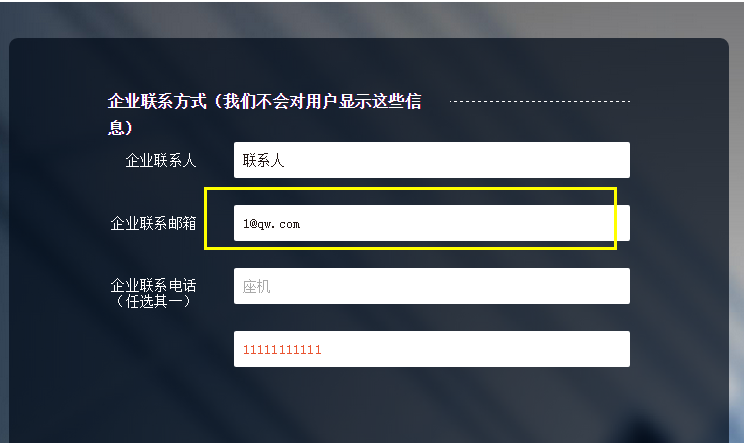 企业联系方式（我们不会对用户显示这些信
息）
企业联系人
联系人
企业联系邮箱
1@qw.com
企业联系电话
（任选其一）
座机
11111111111